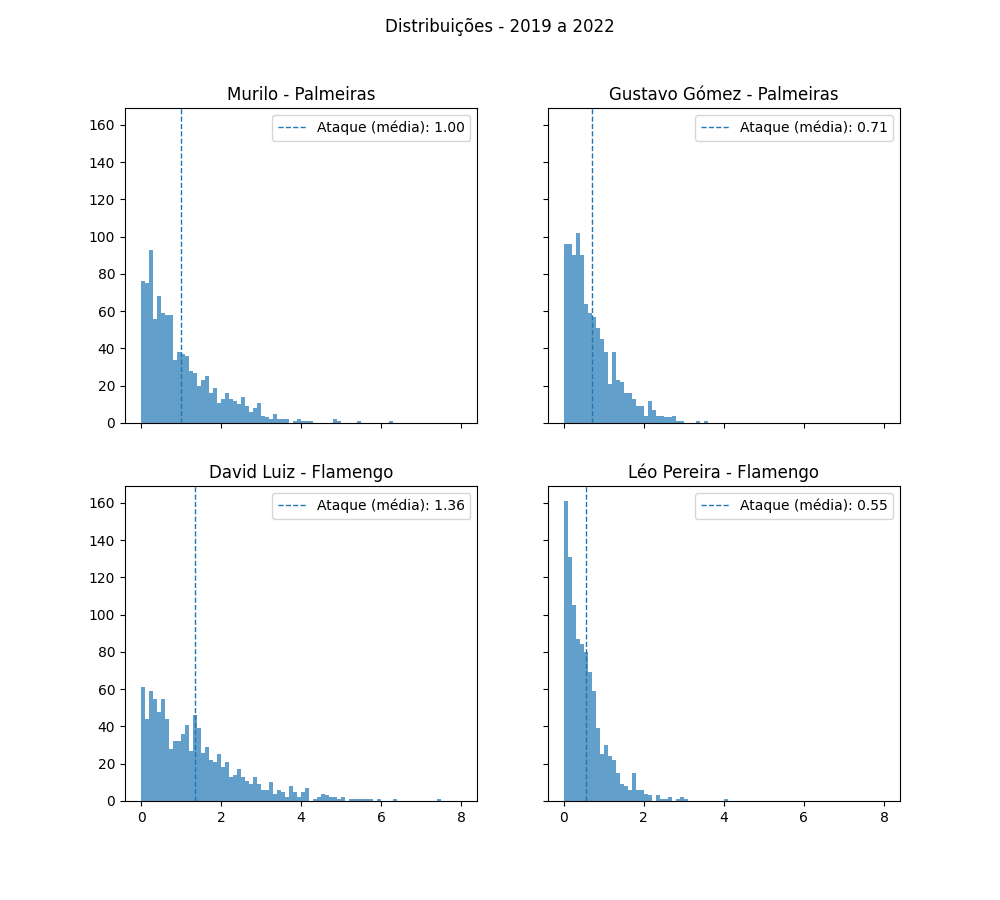 Distribuições - 2019 a 2022
Murilo - Palmeiras
Gustavo Gómez - Palmeiras
Ataque (média): 1.00
Ataque (média): 0.71
160
140
120
100
80
60
40
20
0
David Luiz - Flamengo
Léo Pereira - Flamengo
Ataque (média): 1.36
Ataque (média): 0.55
160
140
120
100
80
60
40
20
0
0 2 4 6 8
0 2 4 6 8